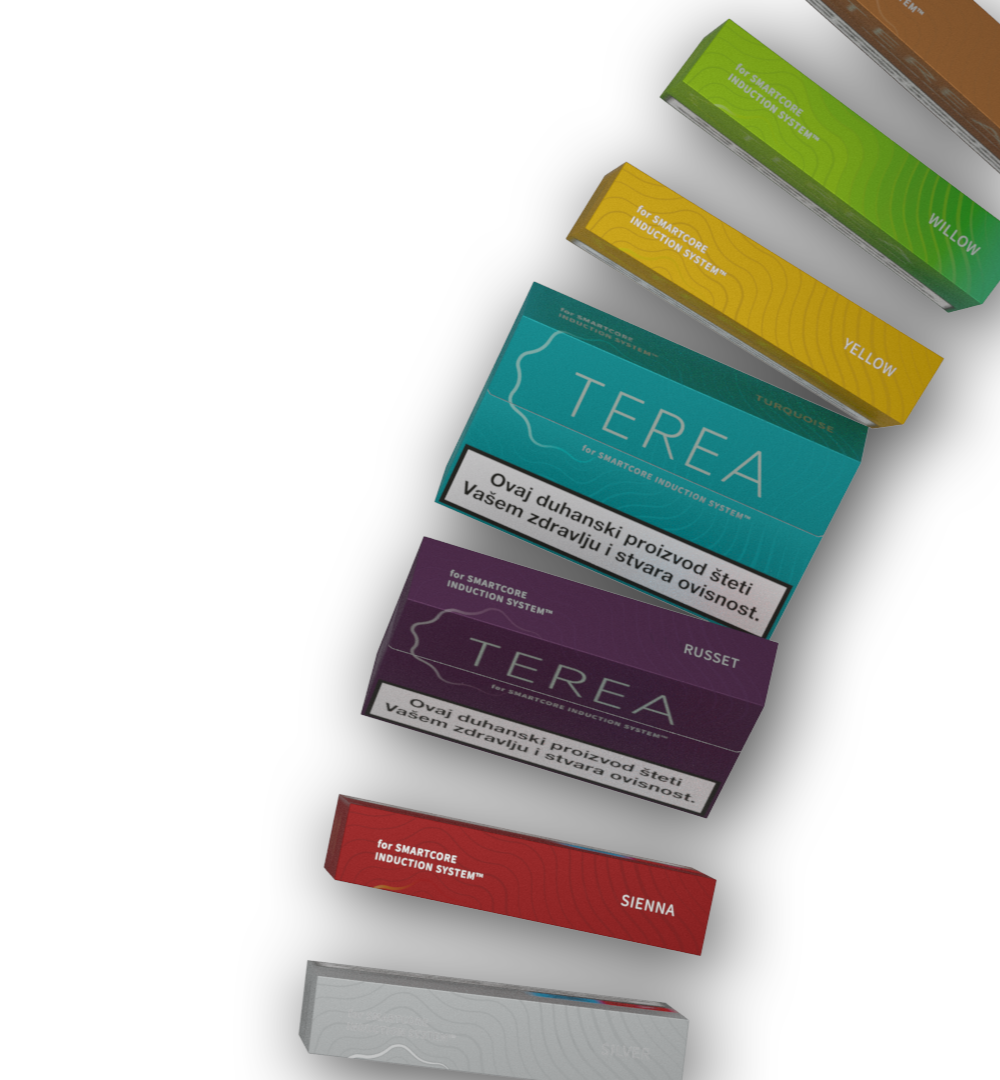 TEREA
for SMARTCORE
INDUCTION SYSTEM™
WILLOW
for SMARTCORE
INDUCTION SYSTEM™
YELLOW
for SMARTCORE
INDUCTION SYSTEM™
TURQUOISE
TEREA
for SMARTCORE INDUCTION SYSTEM™
Ovaj duhanski proizvod šteti
Vašem zdravlju i stvara ovisnost.
for SMARTCORE
INDUCTION SYSTEM™
RUSSET
TEREA
for SMARTCORE INDUCTION SYSTEM™
Ovaj duhanski proizvod šteti
Vašem zdravlju i stvara ovisnost.
for SMARTCORE
INDUCTION SYSTEM™
SIENNA
SILVER